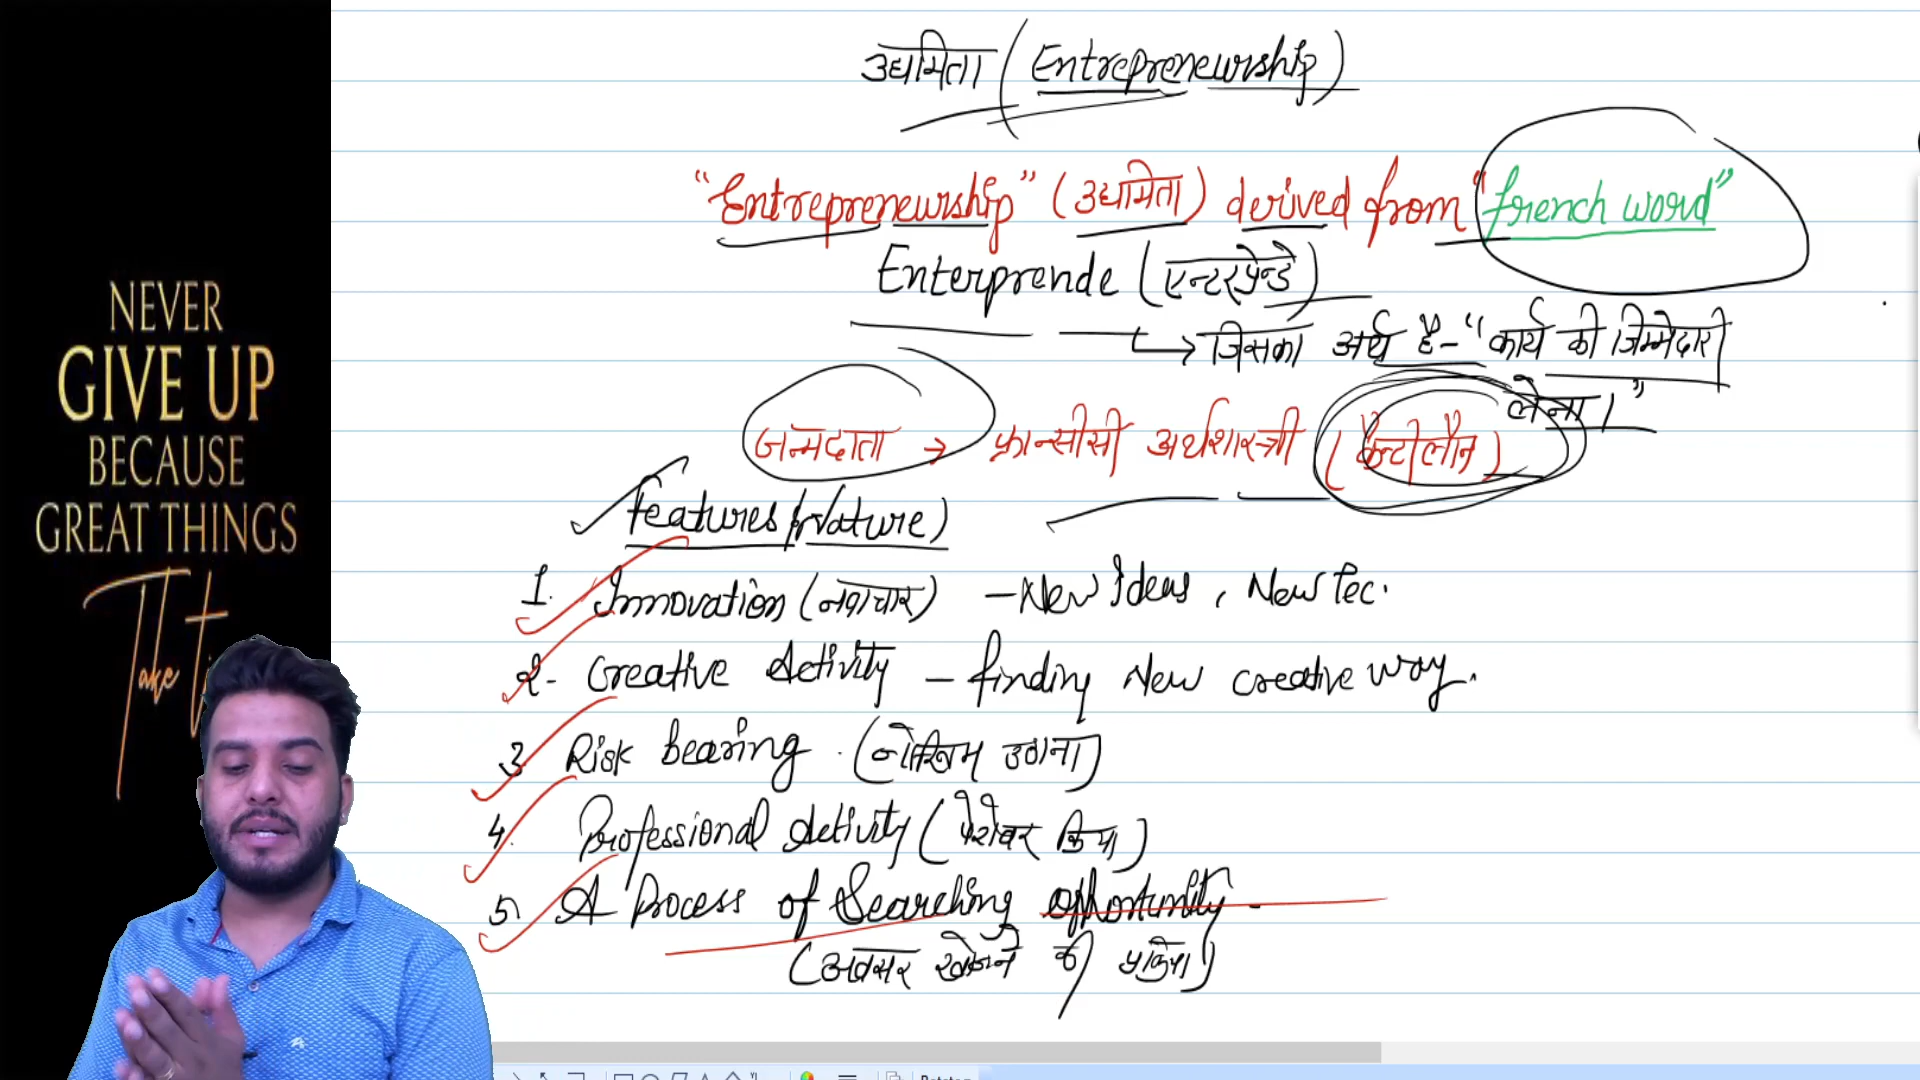 NEVER
GIVE UP
BECAUSE
GREAT THINGS
Take
उद्यमिता (Entrepreneurship)
"Entrepreneurship" (उद्यमिता) derived from "french word"
Enterprende (एन्टरप्रेन्डे)
→ जिसका अर्थ है- "कार्य की जिम्मेदारी
लेना।"
जन्मदाता → फ्रान्सीसी अर्थशास्त्री (कैन्टीलौन)
Features (Nature)
1. Innovation (नवाचार) - New Ideas, New Tec.
2- Creative Activity - finding New creative way.
3 Risk bearing. (जोखिम उठाना)
4. Professional Activity (पेशेवर क्रिया)
5 A Process of Searching opportunity.
(अवसर खोजने की प्रक्रिया)